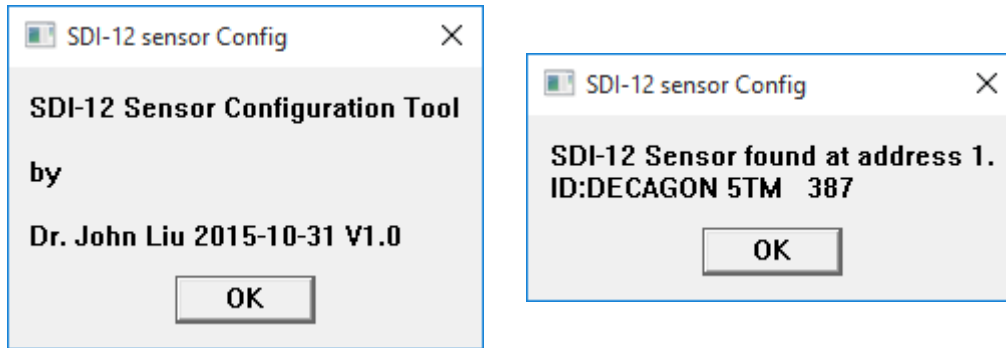 SDI-12 sensor Config
SDI-12 Sensor Configuration Tool
by
Dr. John Liu 2015-10-31 V1.0
OK
SDI-12 sensor Config
SDI-12 Sensor found at address 1.
ID:DECAGON 5TM   387
OK